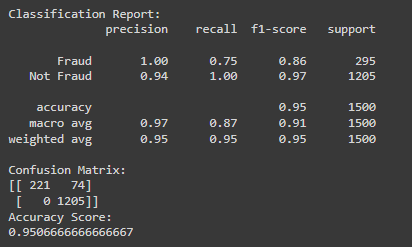 Classification Report:
precision recall f1-score support
Fraud 1.00 0.75 0.86 295
Not Fraud 0.94 1.00 0.97 1205
accuracy 0.95 1500
macro avg 0.97 0.87 0.91 1500
weighted avg 0.95 0.95 0.95 1500
Confusion Matrix:
[[ 221 74]
[ 0 1205]]
Accuracy Score:
0.9506666666666667